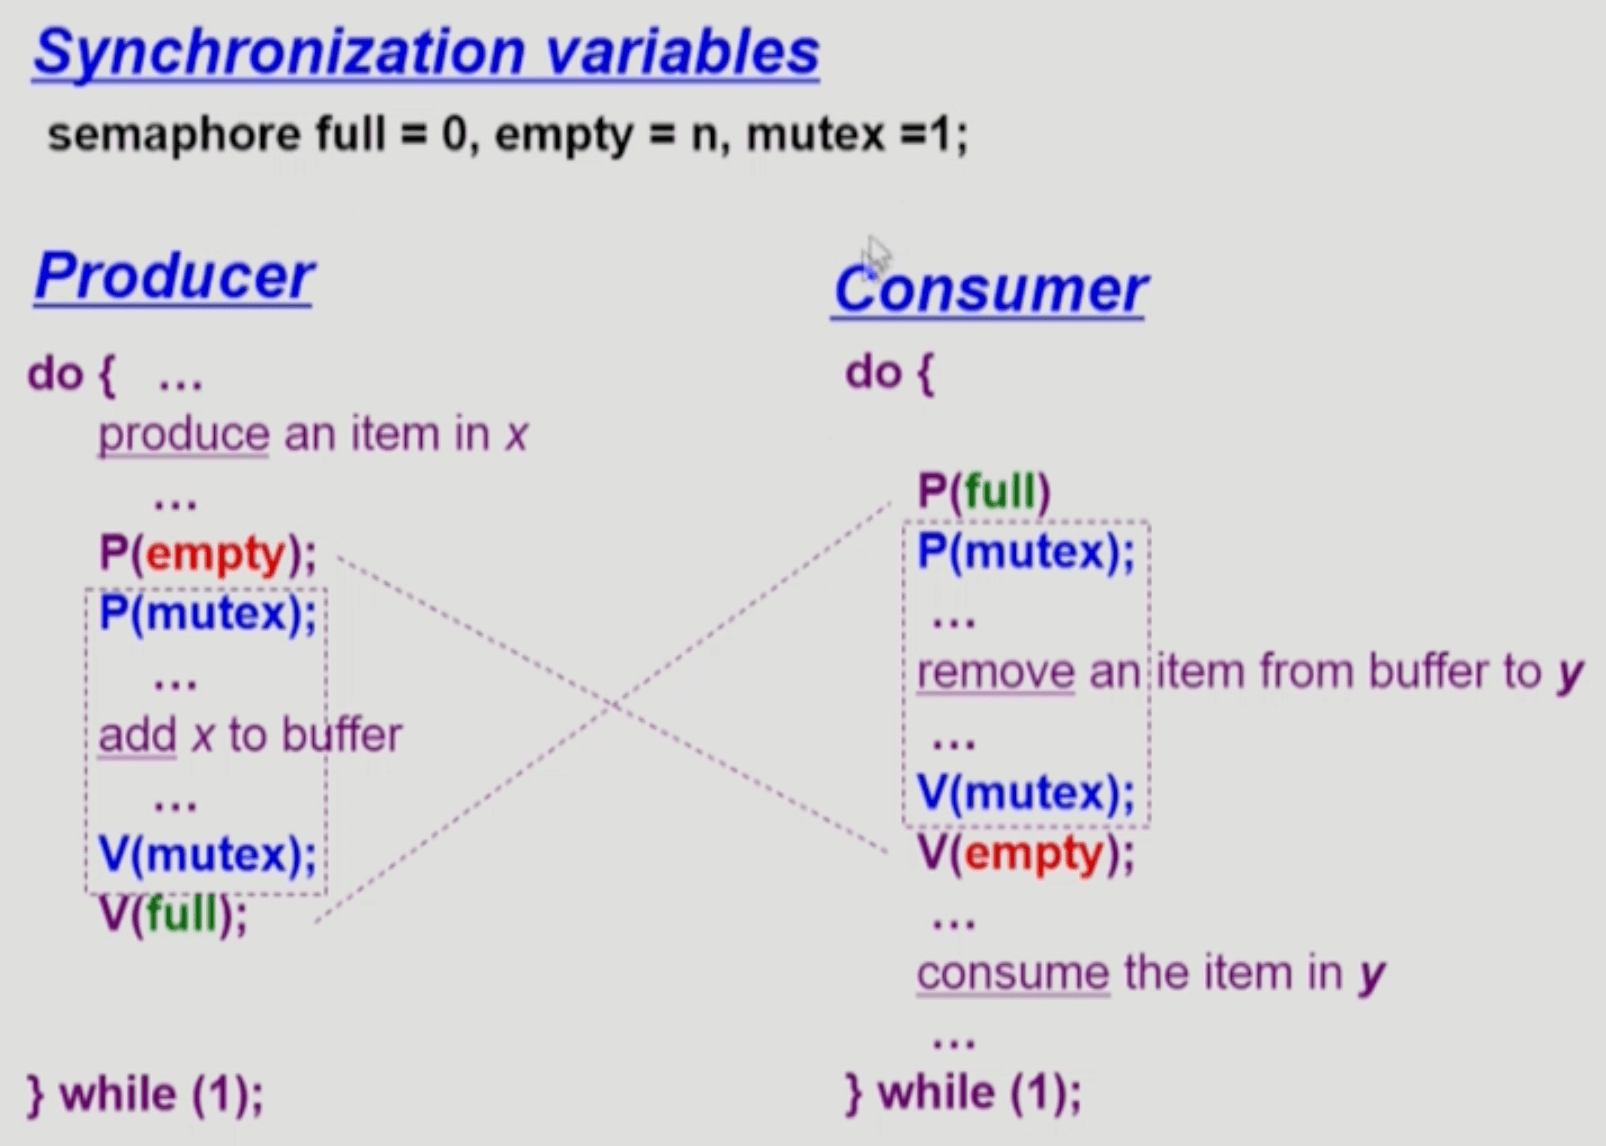 Synchronization variables
semaphore full = 0, empty = n, mutex =1;
Producer
do {   ...
produce an item in x
...
P(empty);
P(mutex);
...
add x to buffer
...
V(mutex);
V(full);
} while (1);
Consumer
do {
P(full)
P(mutex);
...
remove an item from buffer to y
...
V(mutex);
V(empty);
...
consume the item in y
...
} while (1);